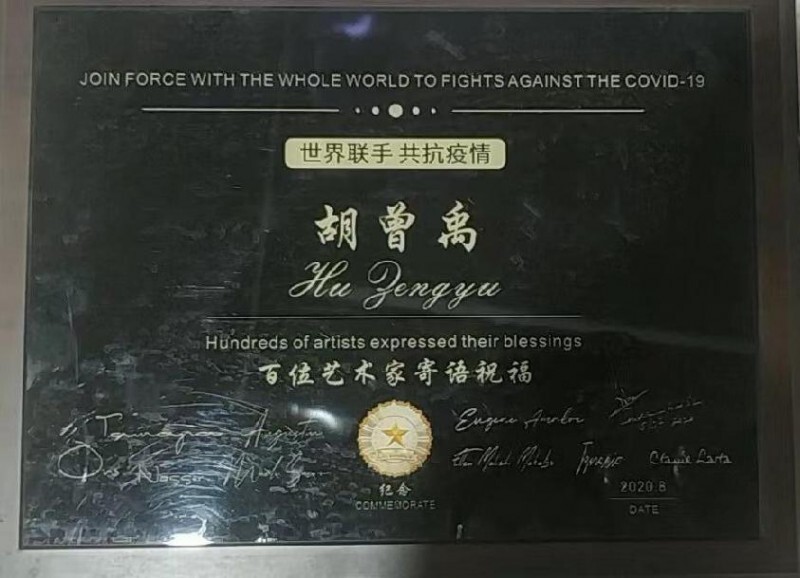 JOIN FORCE WITH THE WHOLE WORLD TO FIGHTS AGAINST THE COVID-19
世界联手 共抗疫情
胡曾禹
Hu Zengyu
Hundreds of artists expressed their blessings
百位艺术家寄语祝福
Eugene Amador
纪念
COMMEMORATE
2020.8
DATE